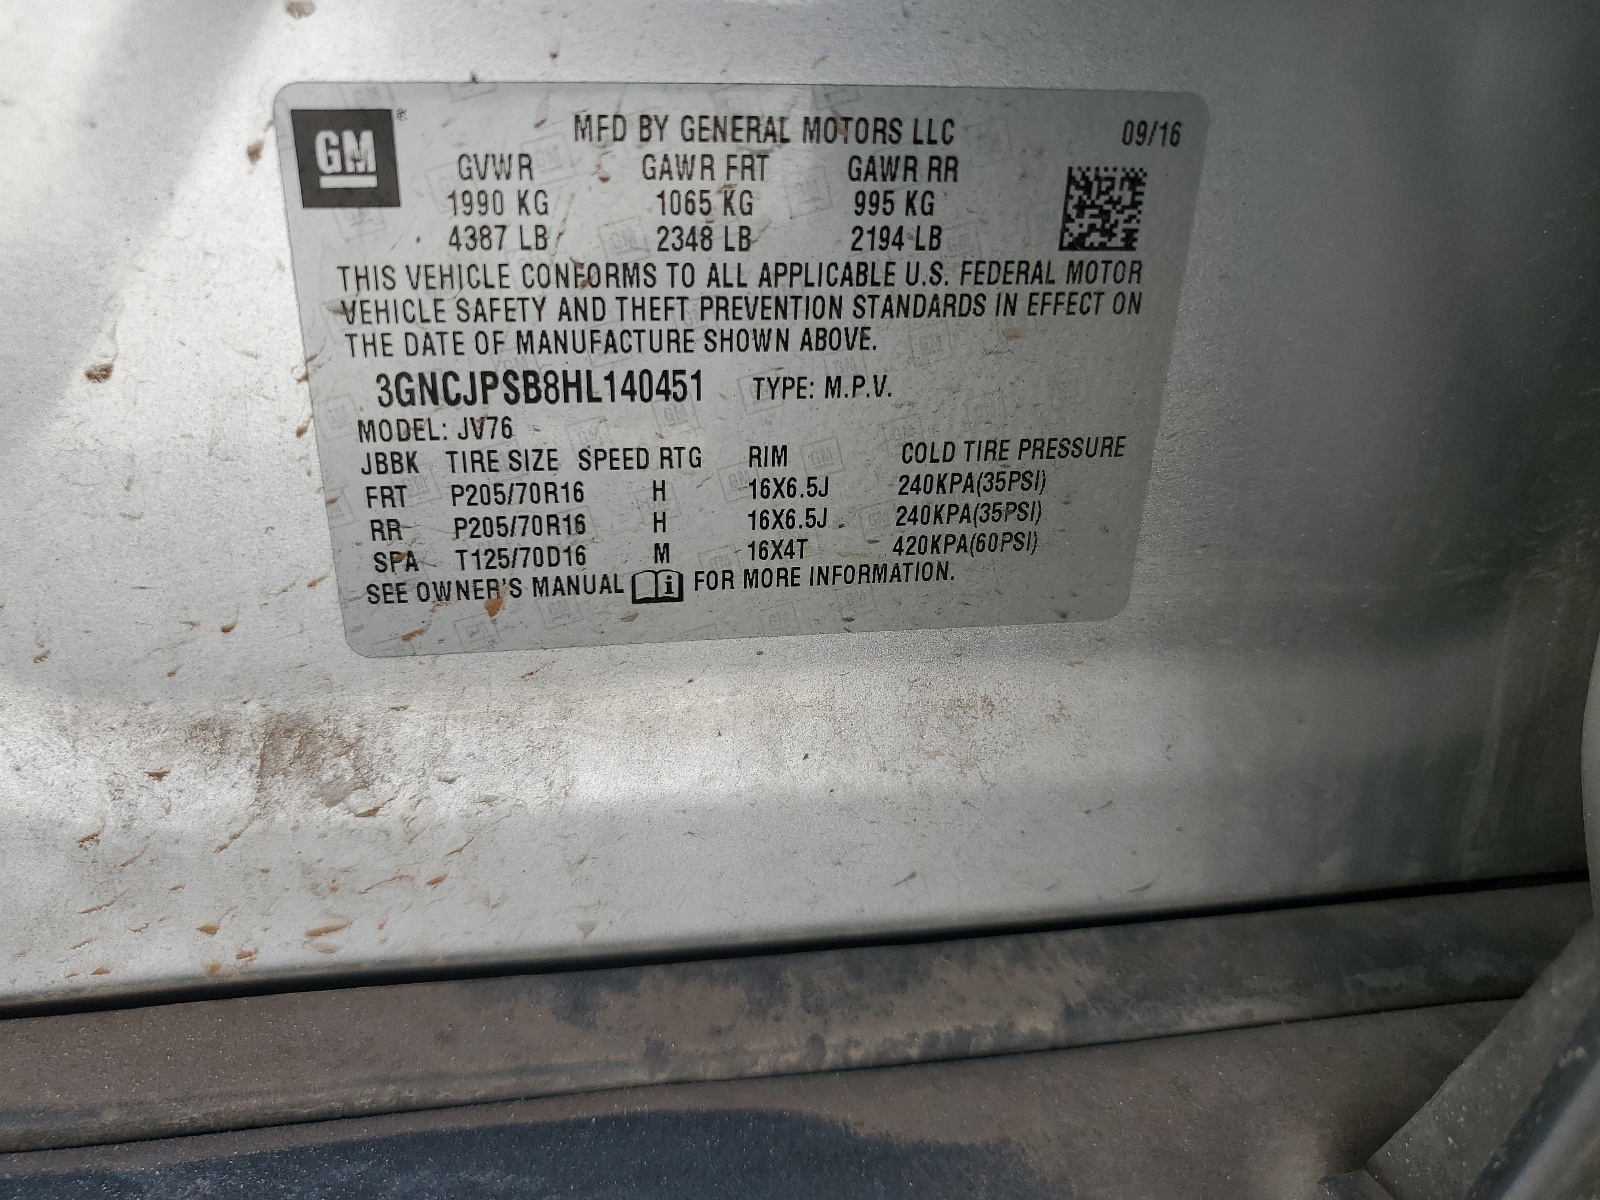 GM ®
MFD BY GENERAL MOTORS LLC 09/16
GVWR GAWR FRT GAWR RR
1990 KG 1065 KG 995 KG
4387 LB 2348 LB 2194 LB
THIS VEHICLE CONFORMS TO ALL APPLICABLE U.S. FEDERAL MOTOR
VEHICLE SAFETY AND THEFT PREVENTION STANDARDS IN EFFECT ON
THE DATE OF MANUFACTURE SHOWN ABOVE.
3GNCJPSB8HL140451 TYPE: M.P.V.
MODEL: JV76
JBBK TIRE SIZE SPEED RTG RIM COLD TIRE PRESSURE
FRT P205/70R16 H 16X6.5J 240KPA(35PSI)
RR P205/70R16 H 16X6.5J 240KPA(35PSI)
SPA T125/70D16 M 16X4T 420KPA(60PSI)
SEE OWNER'S MANUAL i FOR MORE INFORMATION.